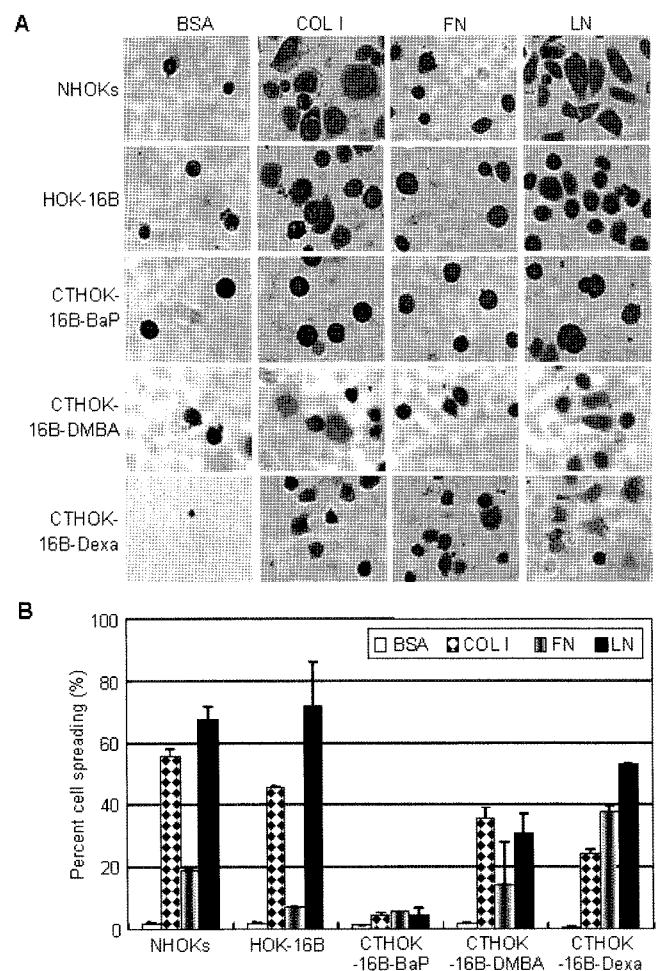 A
BSA COL I FN LN
NHOKs
HOK-16B
CTHOK-
16B-BaP
CTHOK-
16B-DMBA
CTHOK-
16B-Dexa
B
100
80
60
40
20
0
Percent cell spreading (%)
BSA COL I FN LN
NHOKs HOK-16B CTHOK CTHOK CTHOK
-16B-BaP -16B-DMBA -16B-Dexa